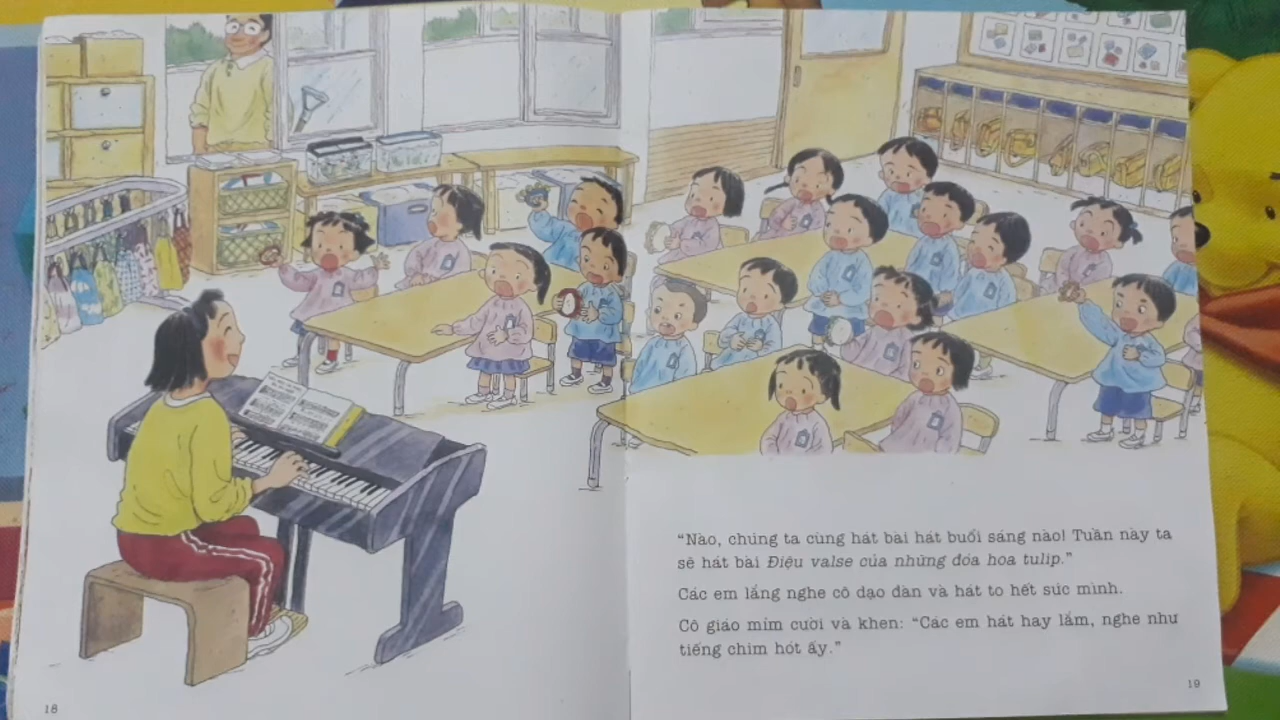 “Nào, chúng ta cùng hát bài hát buổi sáng nào! Tuần này ta
sẽ hát bài Điệu valse của những đóa hoa tulip.”
Các em lắng nghe cô dạo đàn và hát to hết sức mình.
Cô giáo mỉm cười và khen: “Các em hát hay lắm, nghe như
tiếng chim hót ấy.”
18
19